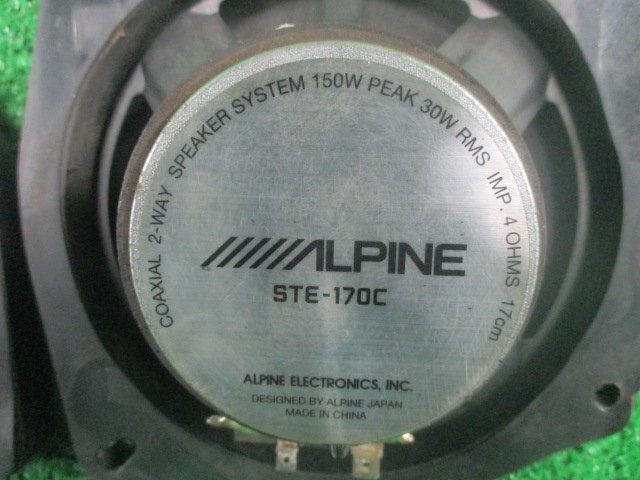 COAXIAL 2-WAY SPEAKER SYSTEM 150W PEAK 30W RMS IMP. 4 OHMS 17cm
ALPINE
STE-170C
ALPINE ELECTRONICS, INC.
DESIGNED BY ALPINE JAPAN
MADE IN CHINA